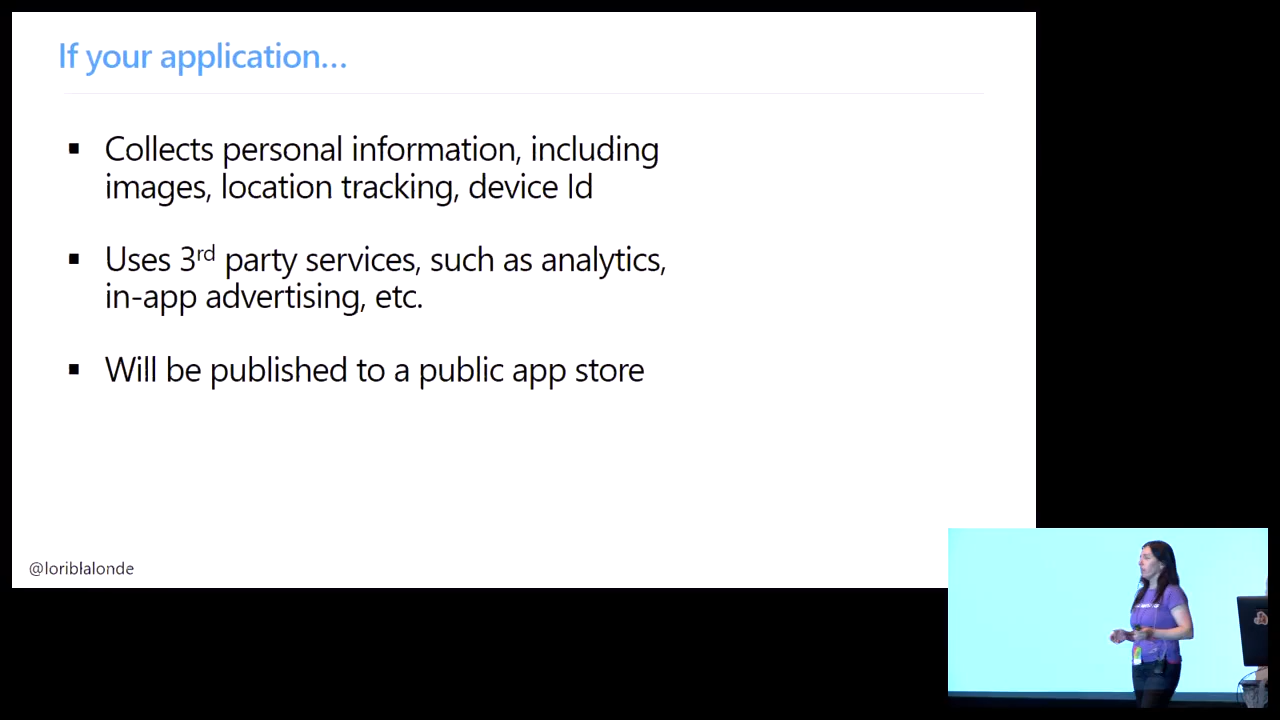 If your application...
▪ Collects personal information, including
images, location tracking, device Id
▪ Uses 3rd party services, such as analytics,
in-app advertising, etc.
▪ Will be published to a public app store
@loriblalonde